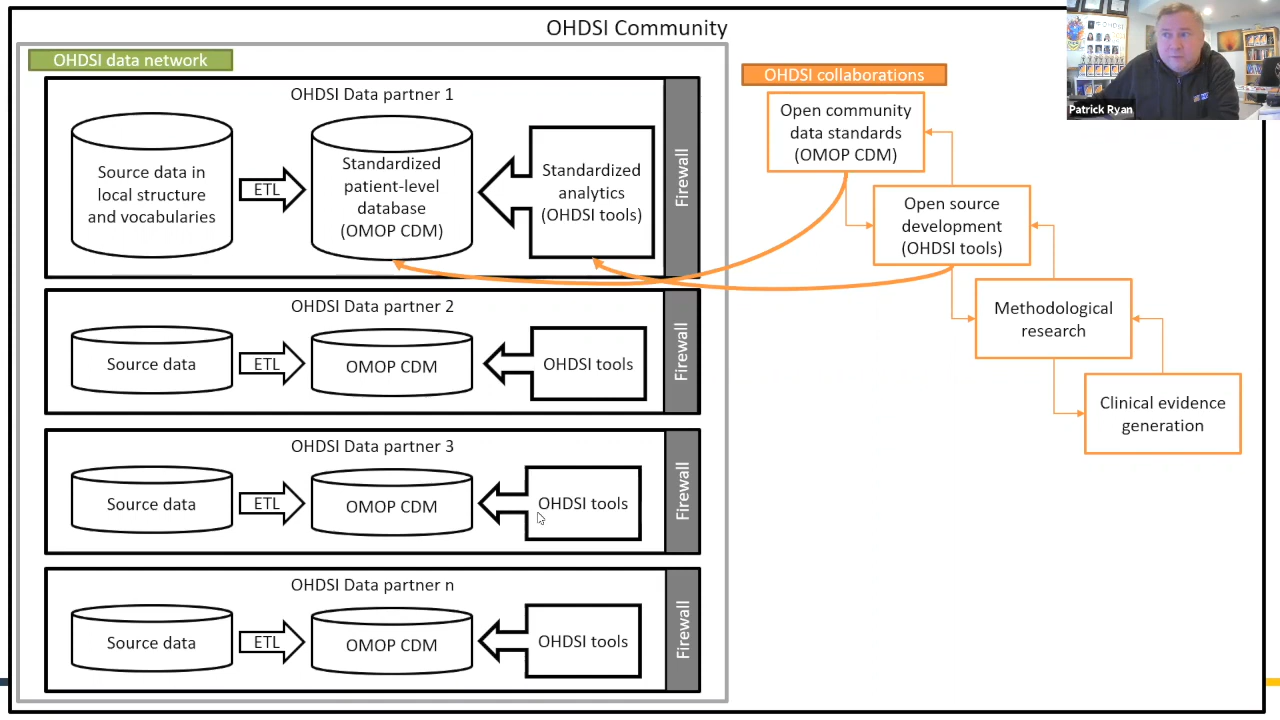 OHDSI Community
OHDSI data network
OHDSI Data partner 1
Source data in
local structure
and vocabularies
ETL
Standardized
patient-level
database
(OMOP CDM)
Standardized
analytics
(OHDSI tools)
Firewall
OHDSI Data partner 2
Source data
ETL
OMOP CDM
OHDSI tools
Firewall
OHDSI Data partner 3
Source data
ETL
OMOP CDM
OHDSI tools
Firewall
OHDSI Data partner n
Source data
ETL
OMOP CDM
OHDSI tools
Firewall
OHDSI collaborations
Open community
data standards
(OMOP CDM)
Open source
development
(OHDSI tools)
Methodological
research
Clinical evidence
generation
Patrick Ryan